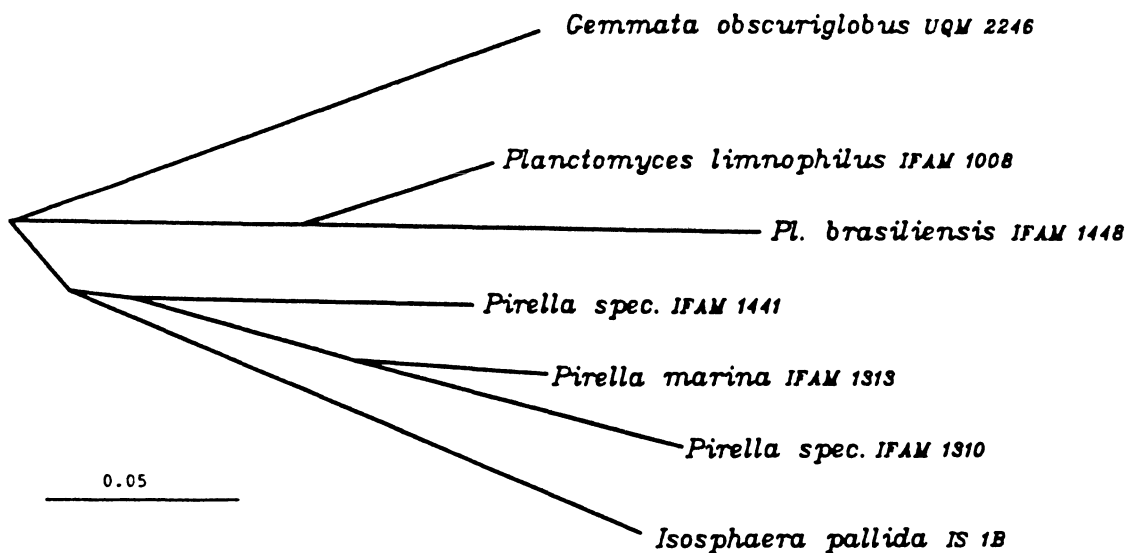 Gemmata obscuriglobus UQM 2246
Planctomyces limnophilus IFAM 1008
Pl. brasiliensis IFAM 1448
Pirella spec. IFAM 1441
Pirella marina IFAM 1313
Pirella spec. IFAM 1310
0.05
Isosphaera pallida IS 1B